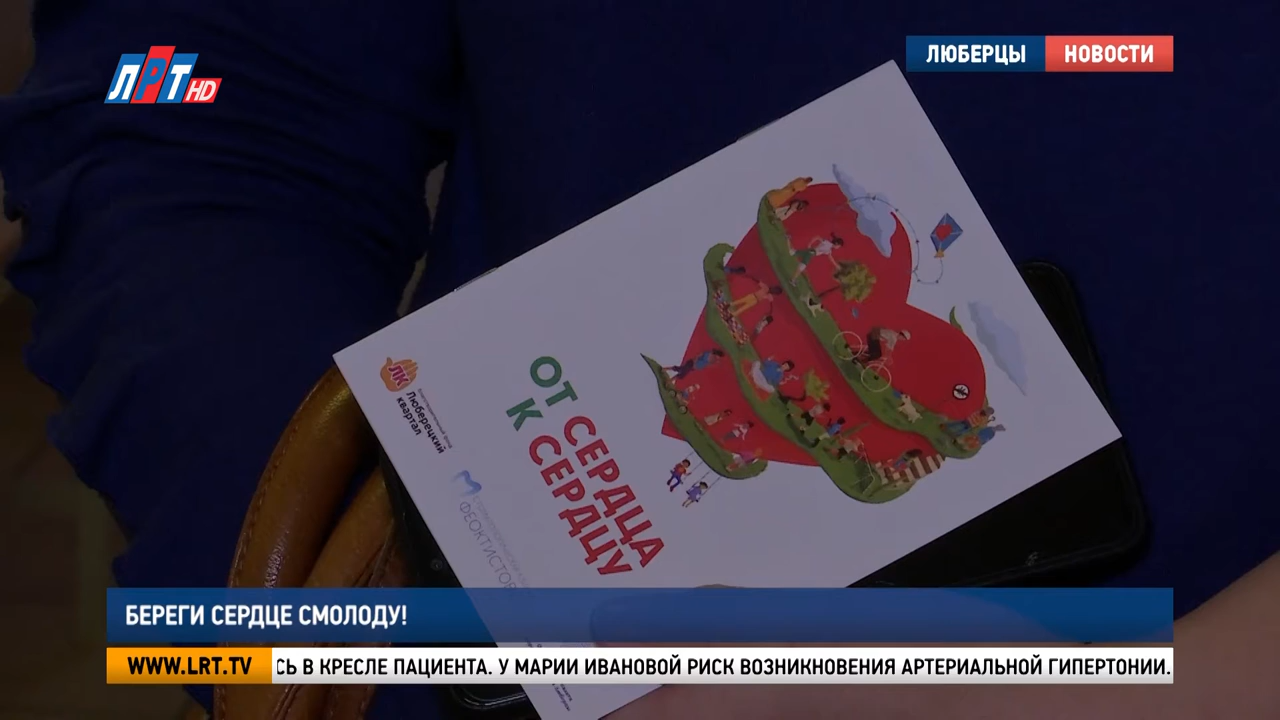 ЛРТ HD
ЛЮБЕРЦЫ НОВОСТИ
ЛК
Люберецкий
квартал
ОТ СЕРДЦА
К СЕРДЦУ
БЕРЕГИ СЕРДЦЕ СМОЛОДУ!
WWW.LRT.TV
СЬ В КРЕСЛЕ ПАЦИЕНТА. У МАРИИ ИВАНОВОЙ РИСК ВОЗНИКНОВЕНИЯ АРТЕРИАЛЬНОЙ ГИПЕРТОНИИ.